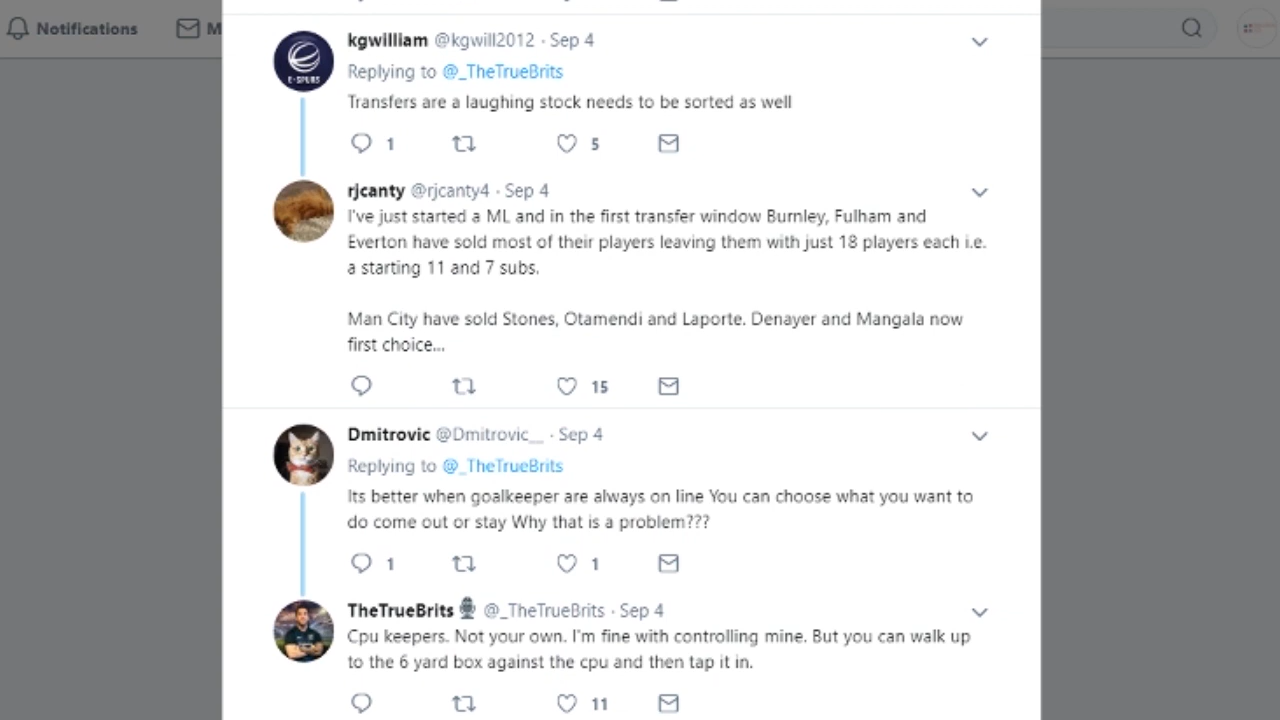 Notifications
M
kgwilliam @kgwill2012 · Sep 4
Replying to @_TheTrueBrits
Transfers are a laughing stock needs to be sorted as well
1 5
rjcanty @rjcanty4 · Sep 4
I've just started a ML and in the first transfer window Burnley, Fulham and
Everton have sold most of their players leaving them with just 18 players each i.e.
a starting 11 and 7 subs.
Man City have sold Stones, Otamendi and Laporte. Denayer and Mangala now
first choice...
15
Dmitrovic @Dmitrovic__ · Sep 4
Replying to @_TheTrueBrits
Its better when goalkeeper are always on line You can choose what you want to
do come out or stay Why that is a problem???
1 1
TheTrueBrits🎙 @_TheTrueBrits · Sep 4
Cpu keepers. Not your own. I'm fine with controlling mine. But you can walk up
to the 6 yard box against the cpu and then tap it in.
11
E-SPURS